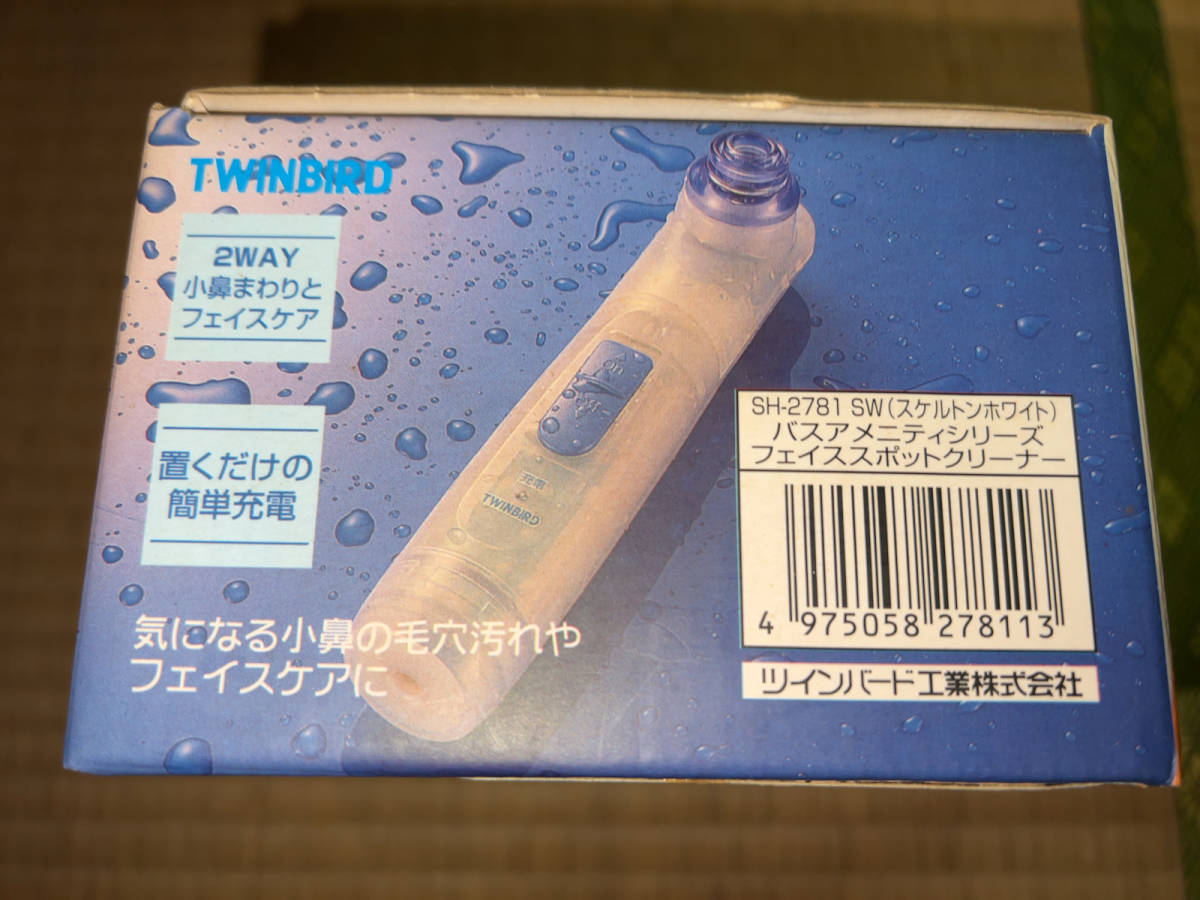 TWINBIRD
2WAY
小鼻まわりと
フェイスケア
置くだけの
簡単充電
ON
OFF
充電
TWINBIRD
気になる小鼻の毛穴汚れや
フェイスケアに
SH-2781 SW(スケルトンホワイト)
バスアメニティシリーズ
フェイススポットクリーナー
4 975058 278113
ツインバード工業株式会社